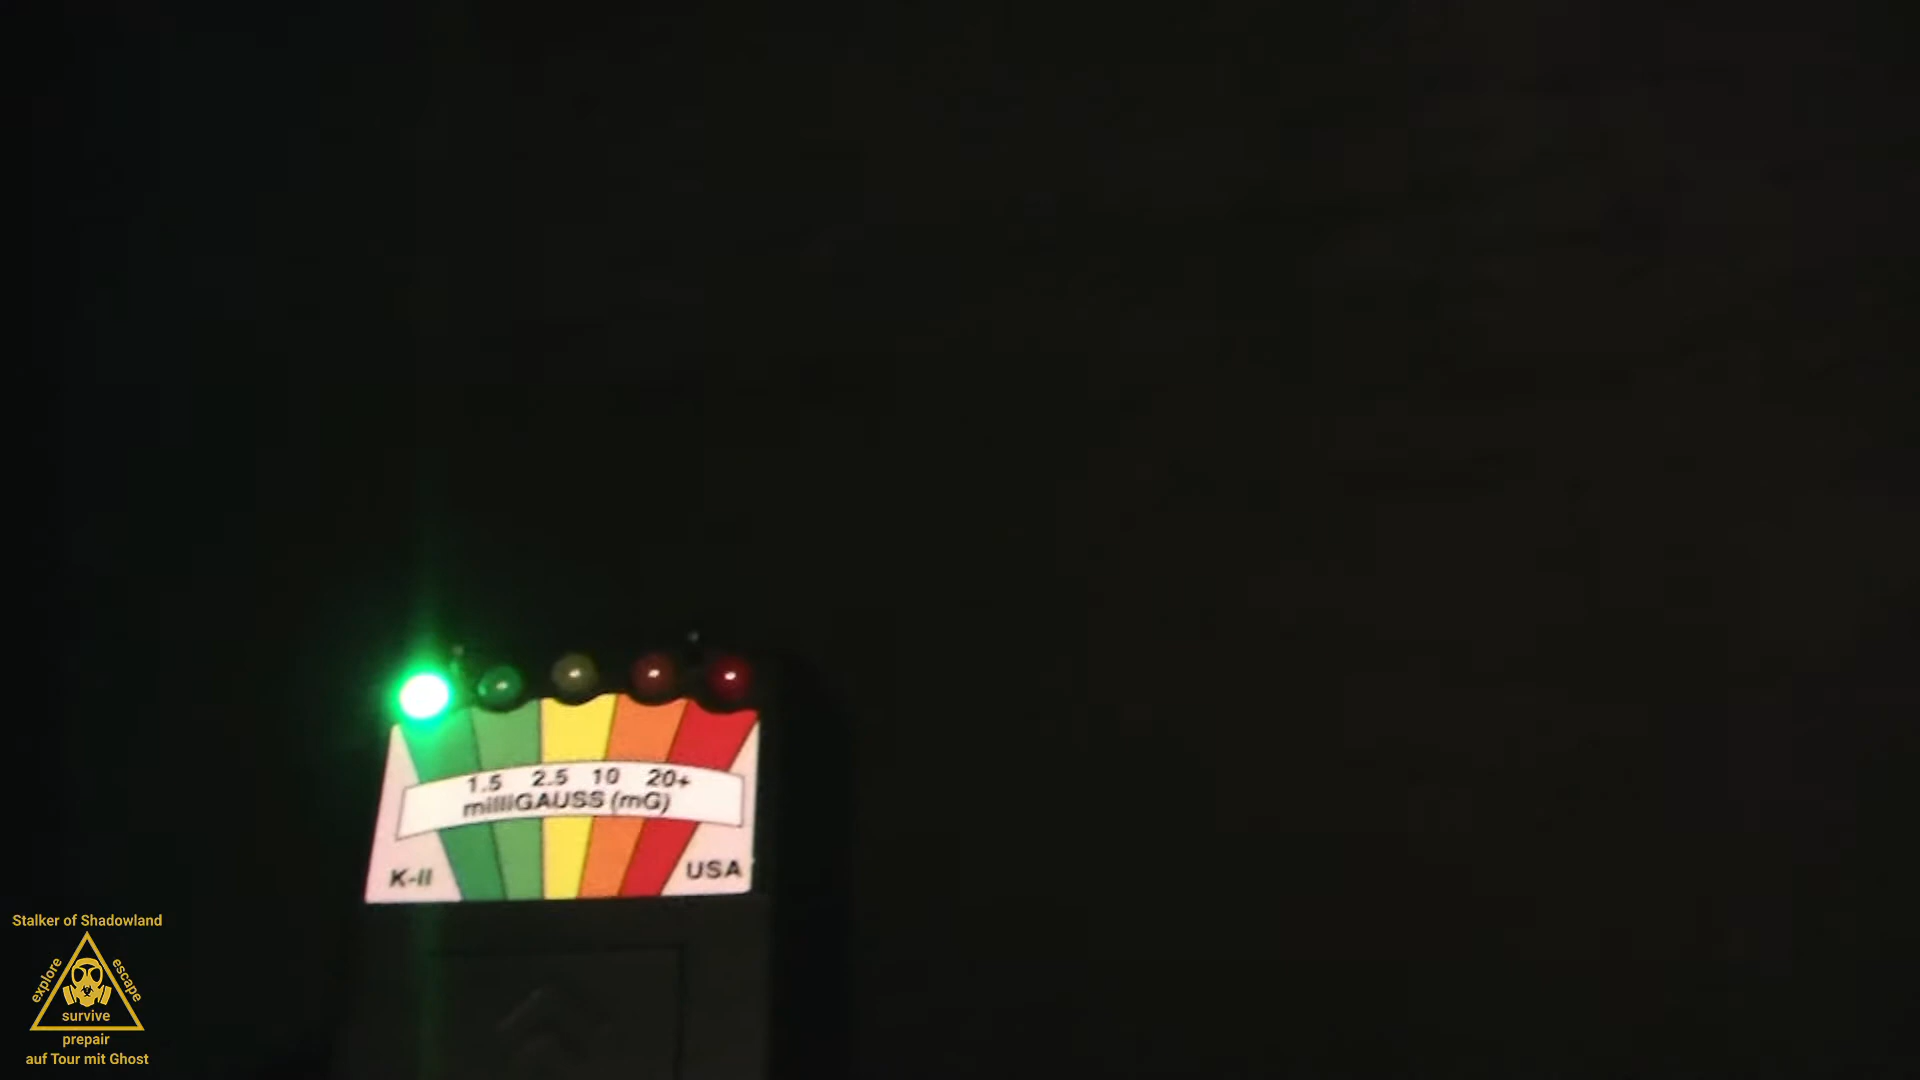 1.5 2.5 10 20+
milliGAUSS (mG)
K-II
USA
Stalker of Shadowland
explore
escape
survive
prepair
auf Tour mit Ghost